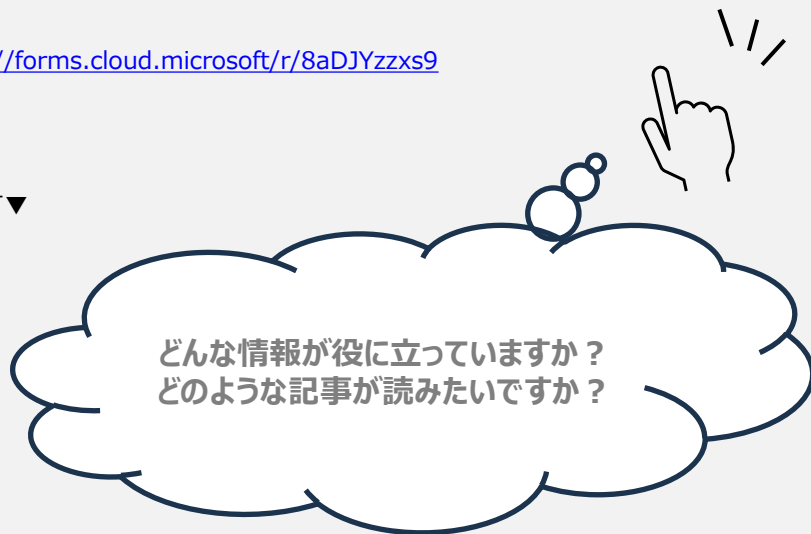 //forms.cloud.microsoft/r/8aDJYzzxs9
▼
どんな情報が役に立っていますか？
どのような記事が読みたいですか？